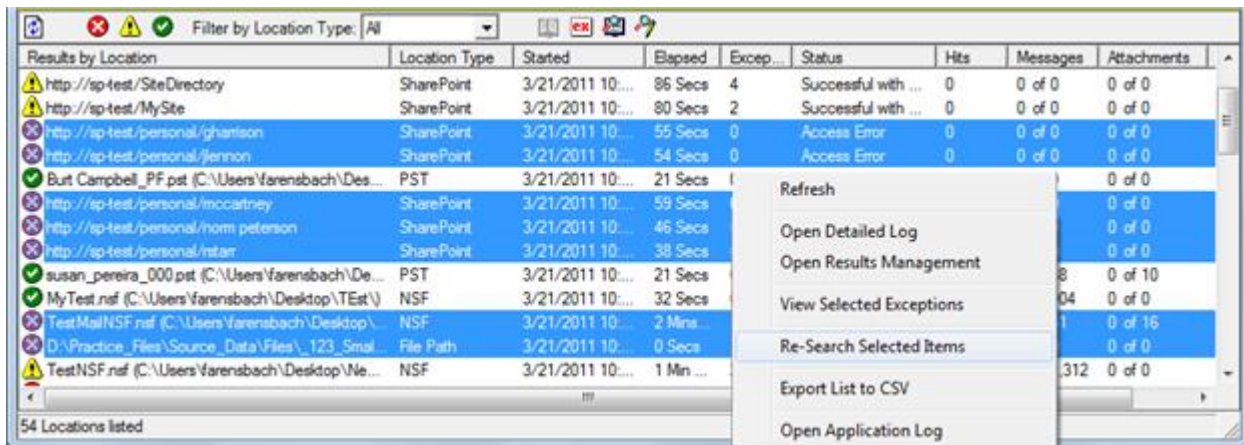 Filter by Location Type: All ex
Results by Location Location Type Started Elapsed Excep... Status Hits Messages Attachments
http://sp-test/SiteDirectory SharePoint 3/21/2011 10:... 86 Secs 4 Successful with ... 0 0 of 0 0 of 0
http://sp-test/MySite SharePoint 3/21/2011 10:... 80 Secs 2 Successful with ... 0 0 of 0 0 of 0
http://sp-test/personal/gharrison SharePoint 3/21/2011 10:... 55 Secs 0 Access Error 0 0 of 0 0 of 0
http://sp-test/personal/jlennon SharePoint 3/21/2011 10:... 54 Secs 0 Access Error 0 0 of 0 0 of 0
Burt Campbell_PF.pst (C:\Users\farensbach\Des... PST 3/21/2011 10:... 21 Secs 0 of 0
http://sp-test/personal/mccartney SharePoint 3/21/2011 10:... 59 Secs 0 of 0
http://sp-test/personal/norm peterson SharePoint 3/21/2011 10:... 46 Secs 0 of 0
http://sp-test/personal/rstarr SharePoint 3/21/2011 10:... 38 Secs 0 of 0
susan_pereira_000.pst (C:\Users\farensbach\De... PST 3/21/2011 10:... 21 Secs 8 0 of 10
MyTest.nsf (C:\Users\farensbach\Desktop\TEst\) NSF 3/21/2011 10:... 32 Secs 04 0 of 0
TestMailNSF.nsf (C:\Users\farensbach\Desktop\... NSF 3/21/2011 10:... 2 Mins... 1 0 of 16
D:\Practice_Files\Source_Data\Files\_123_Smal... File Path 3/21/2011 10:... 0 Secs 0 of 0
TestNSF.nsf (C:\Users\farensbach\Desktop\Ne... NSF 3/21/2011 10:... 1 Min ... ,312 0 of 0
54 Locations listed
Refresh
Open Detailed Log
Open Results Management
View Selected Exceptions
Re-Search Selected Items
Export List to CSV
Open Application Log